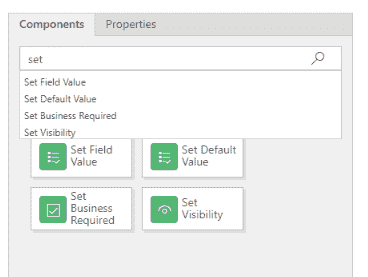 Components Properties
set
Set Field Value
Set Default Value
Set Business Required
Set Visibility
Set Field
Value
Set Default
Value
Set
Business
Required
Set
Visibility